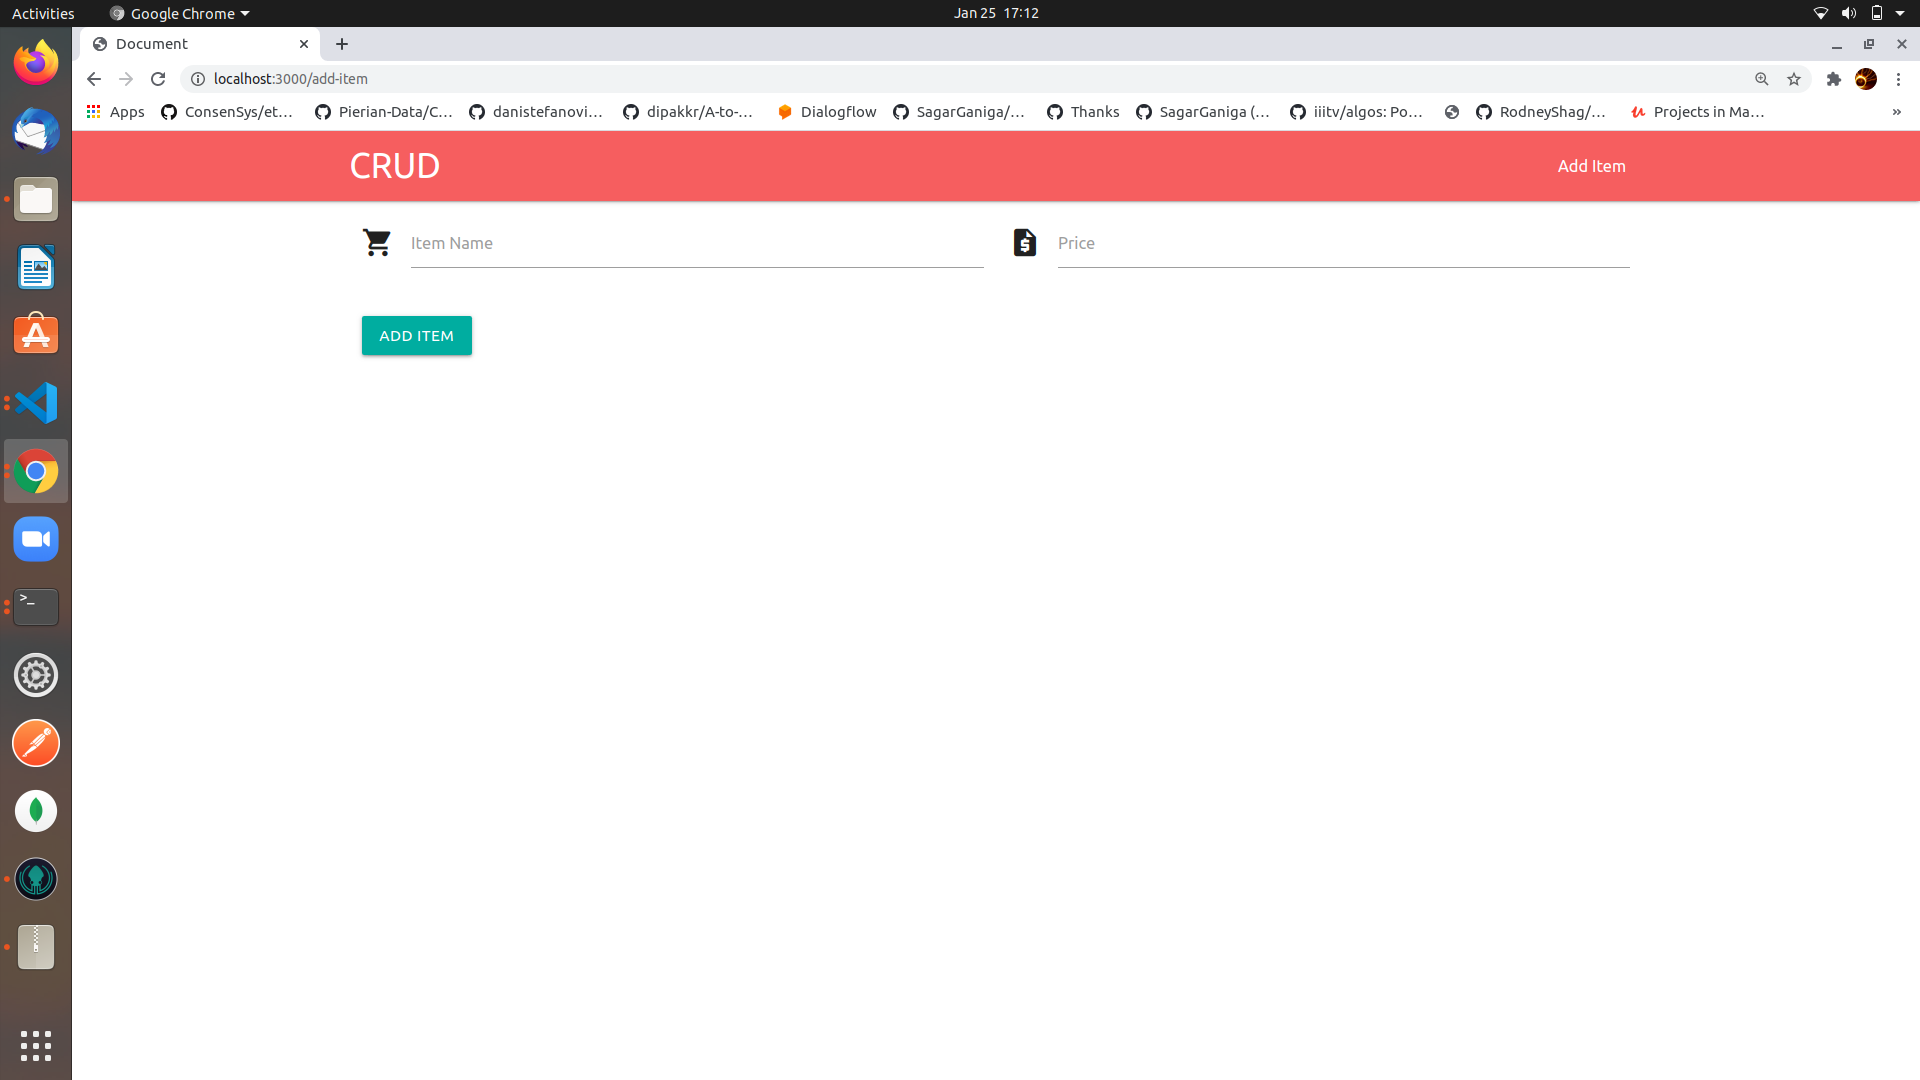 Activities Google Chrome Jan 25 17:12
Document
localhost:3000/add-item
Apps ConsenSys/et... Pierian-Data/C... danistefanovi... dipakkr/A-to-... Dialogflow SagarGaniga/... Thanks SagarGaniga (... iiitv/algos: Po... RodneyShag/... Projects in Ma... »
CRUD Add Item
Item Name Price
ADD ITEM